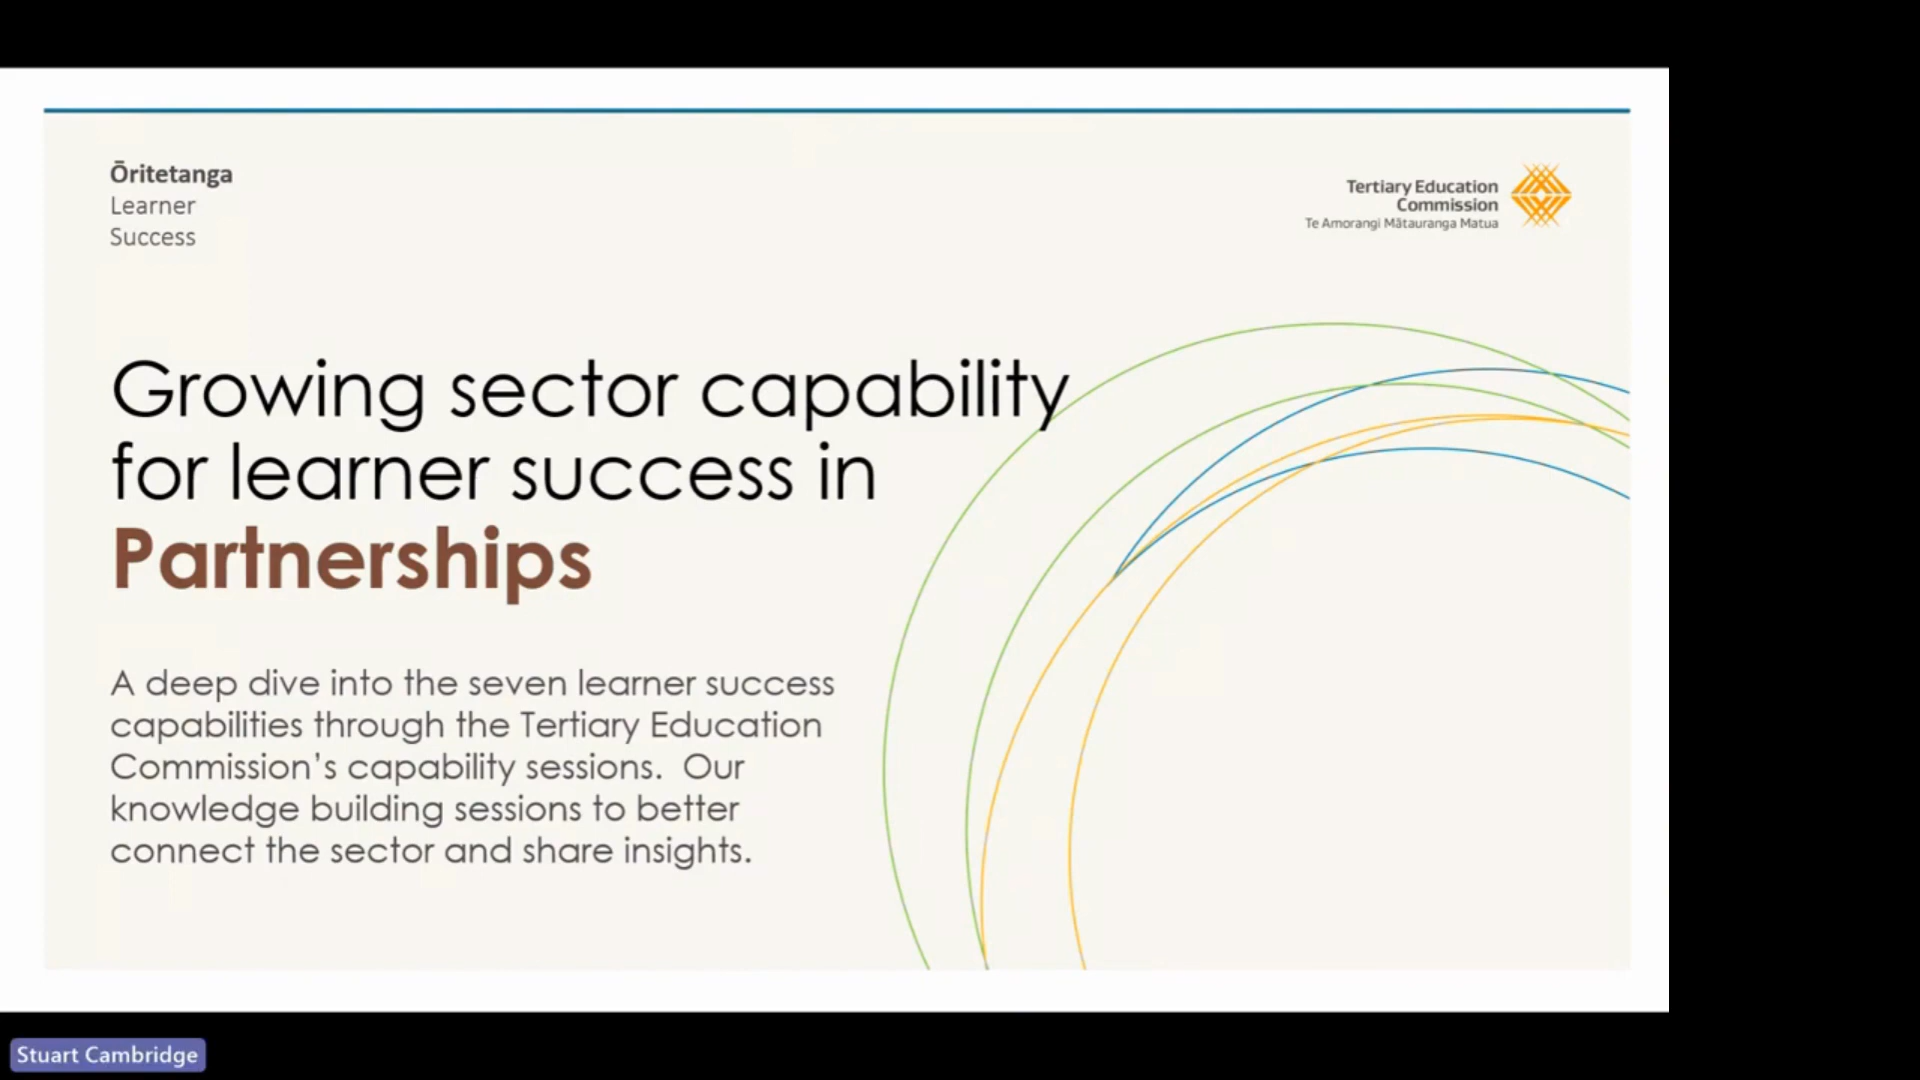 Ōritetanga
Learner
Success
Tertiary Education
Commission
Te Amorangi Mātauranga Matua
Growing sector capability
for learner success in
Partnerships
A deep dive into the seven learner success
capabilities through the Tertiary Education
Commission’s capability sessions.  Our
knowledge building sessions to better
connect the sector and share insights.
Stuart Cambridge